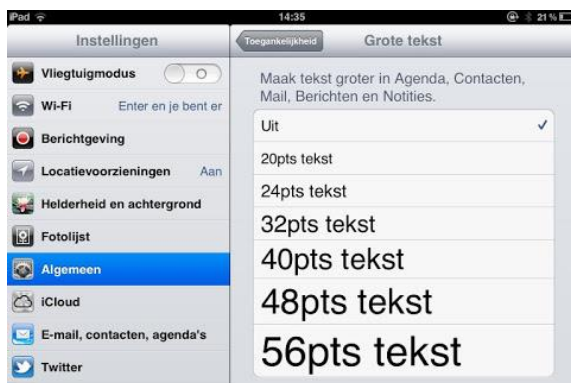 iPad 14:35 21 %
Instellingen
Vliegtuigmodus
Wi-Fi Enter en je bent er
Berichtgeving
Locatievoorzieningen Aan
Helderheid en achtergrond
Fotolijst
Algemeen
iCloud
E-mail, contacten, agenda's
Twitter
Toegankelijkheid Grote tekst
Maak tekst groter in Agenda, Contacten,
Mail, Berichten en Notities.
Uit
20pts tekst
24pts tekst
32pts tekst
40pts tekst
48pts tekst
56pts tekst